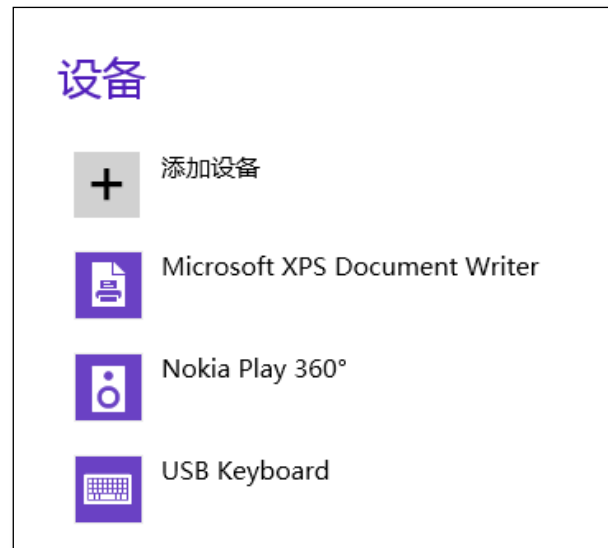 设备
添加设备
Microsoft XPS Document Writer
Nokia Play 360°
USB Keyboard